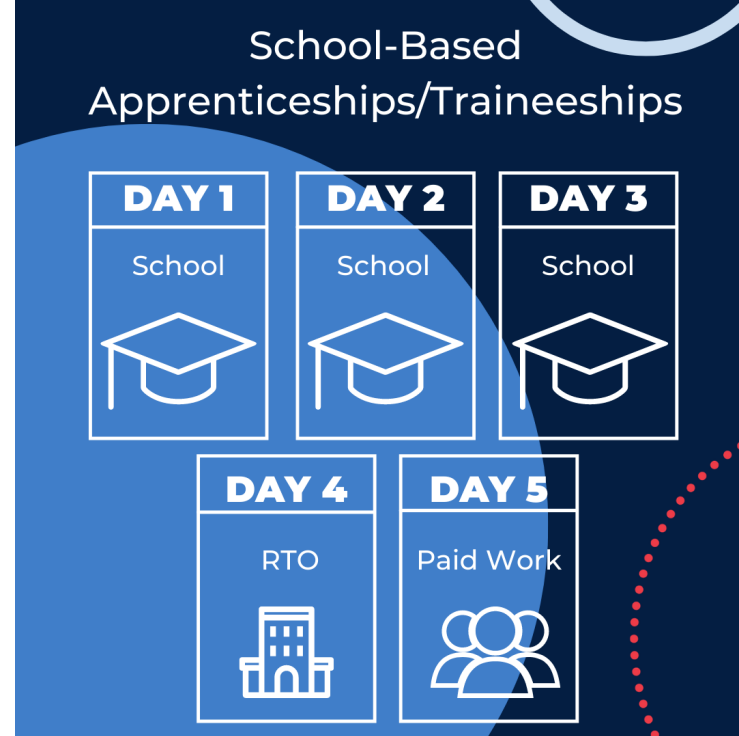 School-Based
Apprenticeships/Traineeships
DAY 1
School
DAY 2
School
DAY 3
School
DAY 4
RTO
DAY 5
Paid Work